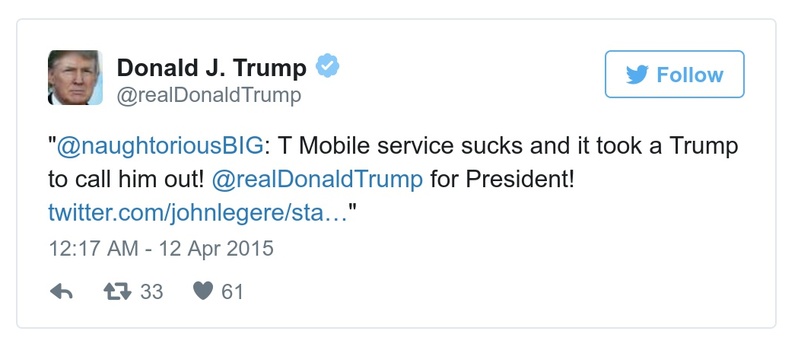 Donald J. Trump
@realDonaldTrump
Follow
"@naughtoriousBIG: T Mobile service sucks and it took a Trump
to call him out! @realDonaldTrump for President!
twitter.com/johnlegere/sta…"
12:17 AM - 12 Apr 2015
33 61